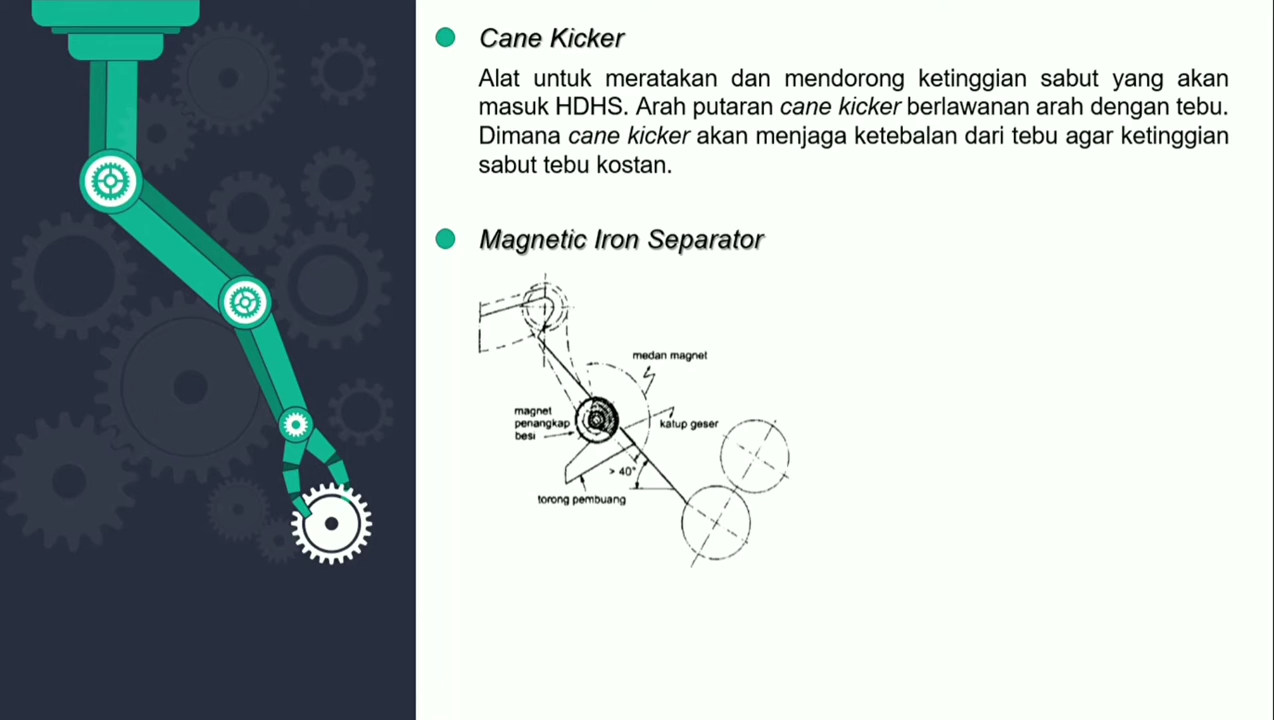 Cane Kicker
Alat untuk meratakan dan mendorong ketinggian sabut yang akan
masuk HDHS. Arah putaran cane kicker berlawanan arah dengan tebu.
Dimana cane kicker akan menjaga ketebalan dari tebu agar ketinggian
sabut tebu kostan.
Magnetic Iron Separator
medan magnet
magnet
penangkap
besi
katup geser
> 40°
torong pembuang